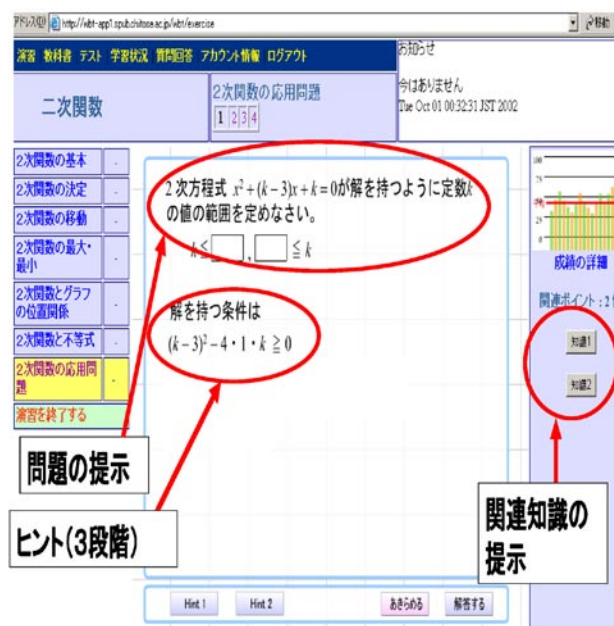 アドレス(D) http://wbt-app1.spub.chitose.ac.jp/wbt/exercise
移動
演習 教科書 テスト 学習状況 質問回答 アカウント情報 ログアウト
お知らせ
今はありません
Tue Oct 01 00:32:31 JST 2002
二次関数
2次関数の応用問題
1 2 3 4
2次関数の基本
2次関数の決定
2次関数の移動
2次関数の最大・
最小
2次関数とグラフ
の位置関係
2次関数と不等式
2次関数の応用問
題
演習を終了する
2次方程式 x²+(k−3)x+k=0が解を持つように定数k
の値の範囲を定めなさい。
k≦ , ≦k
解を持つ条件は
(k−3)²−4・1・k≧0
成績の詳細
関連ポイント:2
知識1
知識2
問題の提示
ヒント(3段階)
関連知識の
提示
Hint 1
Hint 2
あきらめる
解答する